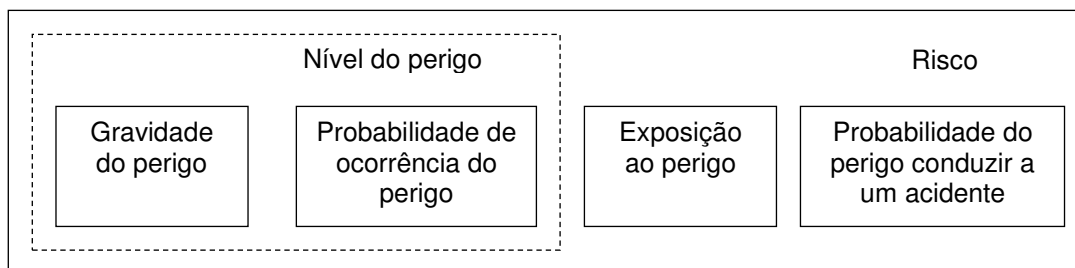 Nível do perigo
Risco
Gravidade
do perigo
Probabilidade de
ocorrência do
perigo
Exposição
ao perigo
Probabilidade do
perigo conduzir a
um acidente